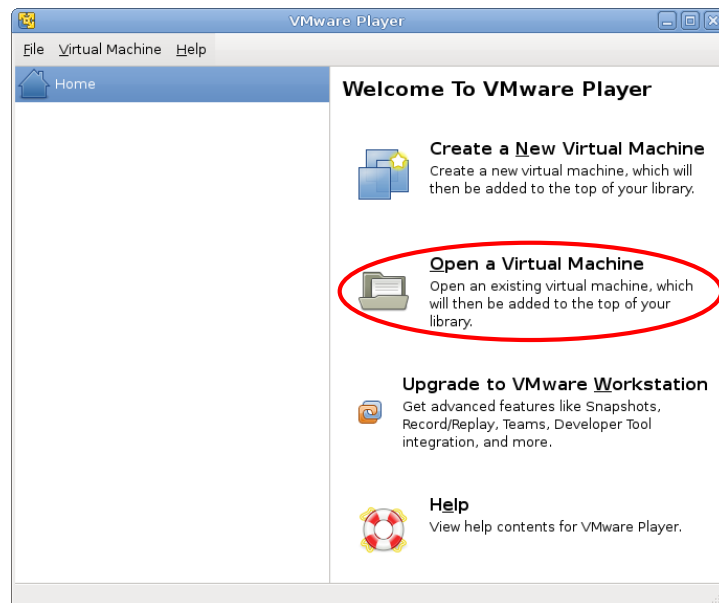 VMware Player
File Virtual Machine Help
Home
Welcome To VMware Player
Create a New Virtual Machine
Create a new virtual machine, which will
then be added to the top of your library.
Open a Virtual Machine
Open an existing virtual machine, which
will then be added to the top of your
library.
Upgrade to VMware Workstation
Get advanced features like Snapshots,
Record/Replay, Teams, Developer Tool
integration, and more.
Help
View help contents for VMware Player.